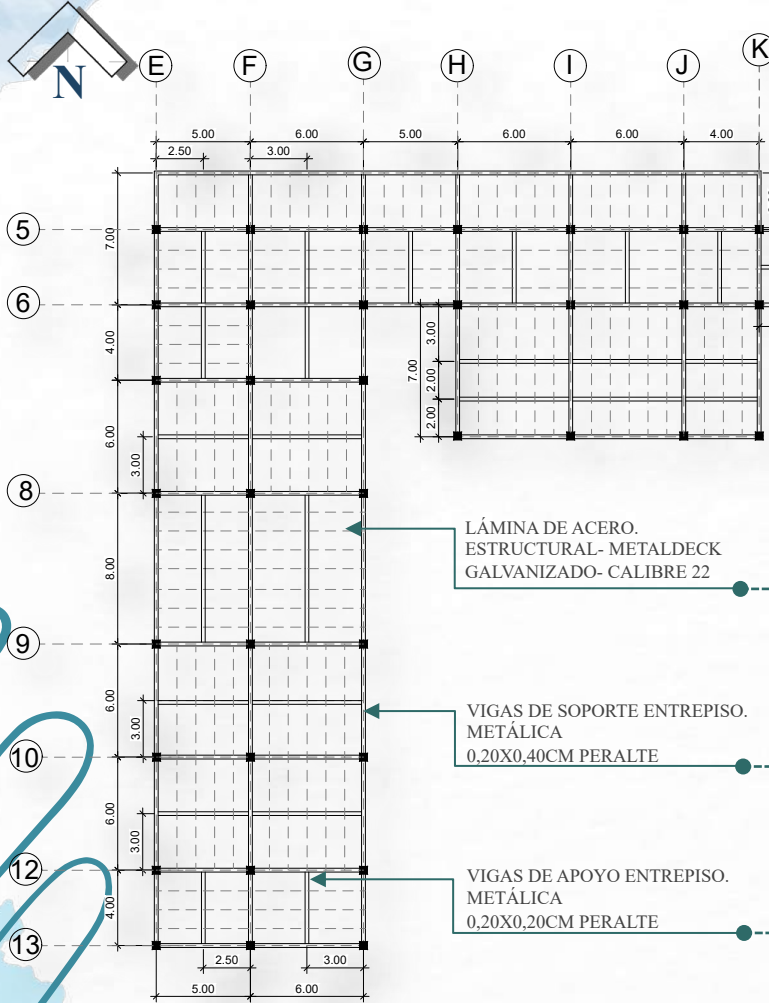 N
E F G H I J K
5.00 6.00 5.00 6.00 6.00 4.00
2.50 3.00
5
7.00
6
4.00
3.00
7.00
2.00
2.00
6.00
3.00
8
8.00
LÁMINA DE ACERO.
ESTRUCTURAL- METALDECK
GALVANIZADO- CALIBRE 22
9
6.00
3.00
VIGAS DE SOPORTE ENTREPISO.
METÁLICA
0,20X0,40CM PERALTE
10
6.00
3.00
12
VIGAS DE APOYO ENTREPISO.
METÁLICA
0,20X0,20CM PERALTE
4.00
13
2.50 3.00
5.00 6.00